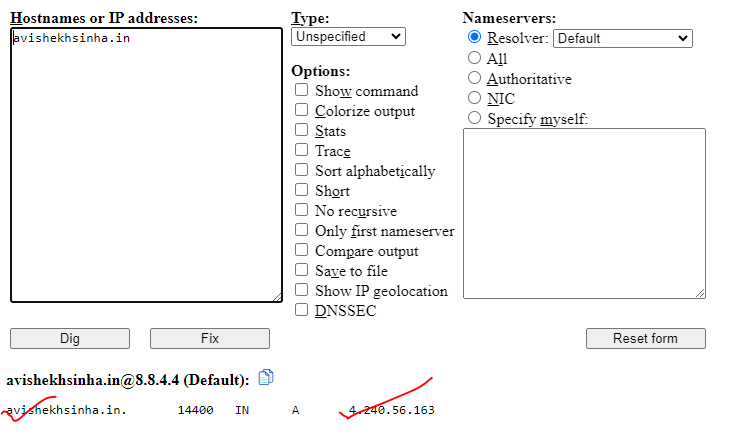 Hostnames or IP addresses:
avishekhsinha.in
Type:
Unspecified
Options:
Show command
Colorize output
Stats
Trace
Sort alphabetically
Short
No recursive
Only first nameserver
Compare output
Save to file
Show IP geolocation
DNSSEC
Nameservers:
Resolver: Default
All
Authoritative
NIC
Specify myself:
Dig Fix Reset form
avishekhsinha.in@8.8.4.4 (Default):
avishekhsinha.in. 14400 IN A 4.240.56.163